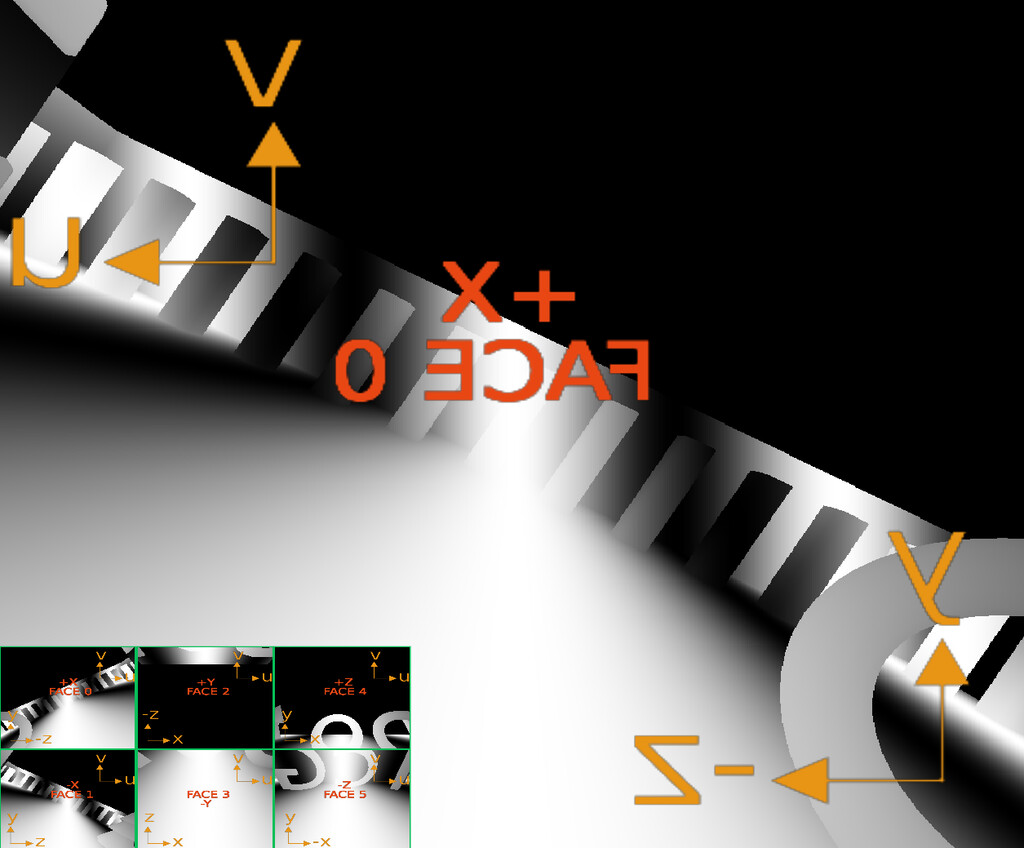 v
u
+X
FACE 0
y
-z
+X
FACE 0
v
u
y
-z
+Y
FACE 2
v
u
-z
x
+Z
FACE 4
v
u
y
x
-X
FACE 1
v
u
y
z
FACE 3
-Y
v
u
z
x
-Z
FACE 5
v
u
y
-x